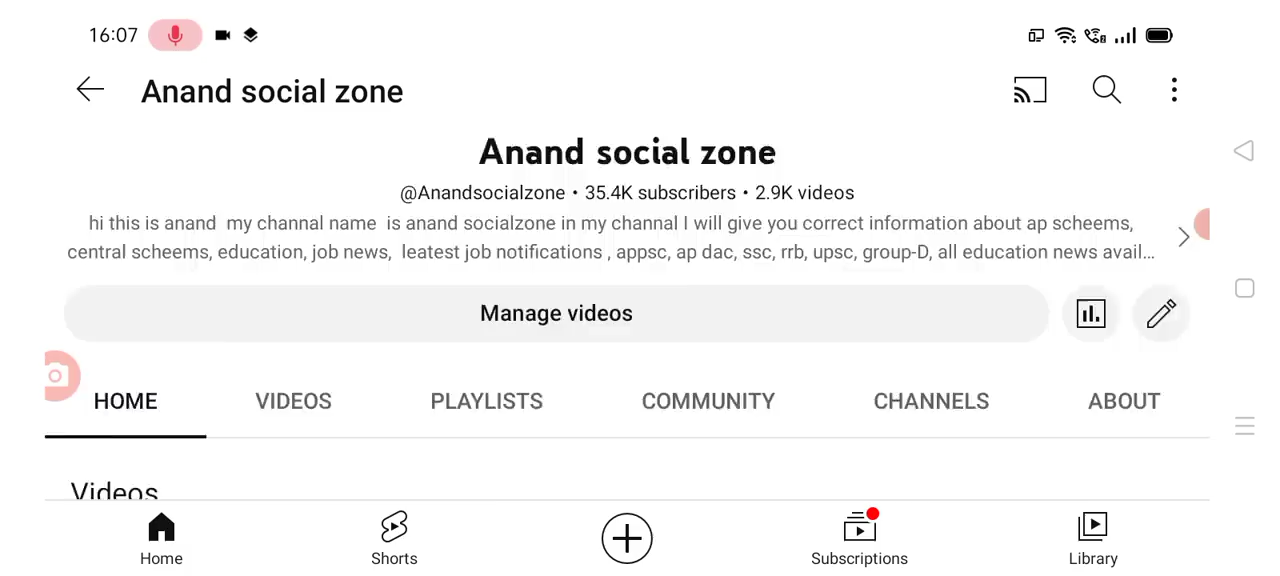 16:07
Anand social zone
Anand social zone
@Anandsocialzone • 35.4K subscribers • 2.9K videos
hi this is anand  my channal name  is anand socialzone in my channal I will give you correct information about ap scheems,
central scheems, education, job news,  leatest job notifications , appsc, ap dac, ssc, rrb, upsc, group-D, all education news avail...
Manage videos
HOME VIDEOS PLAYLISTS COMMUNITY CHANNELS ABOUT
Videos
Home Shorts Subscriptions Library